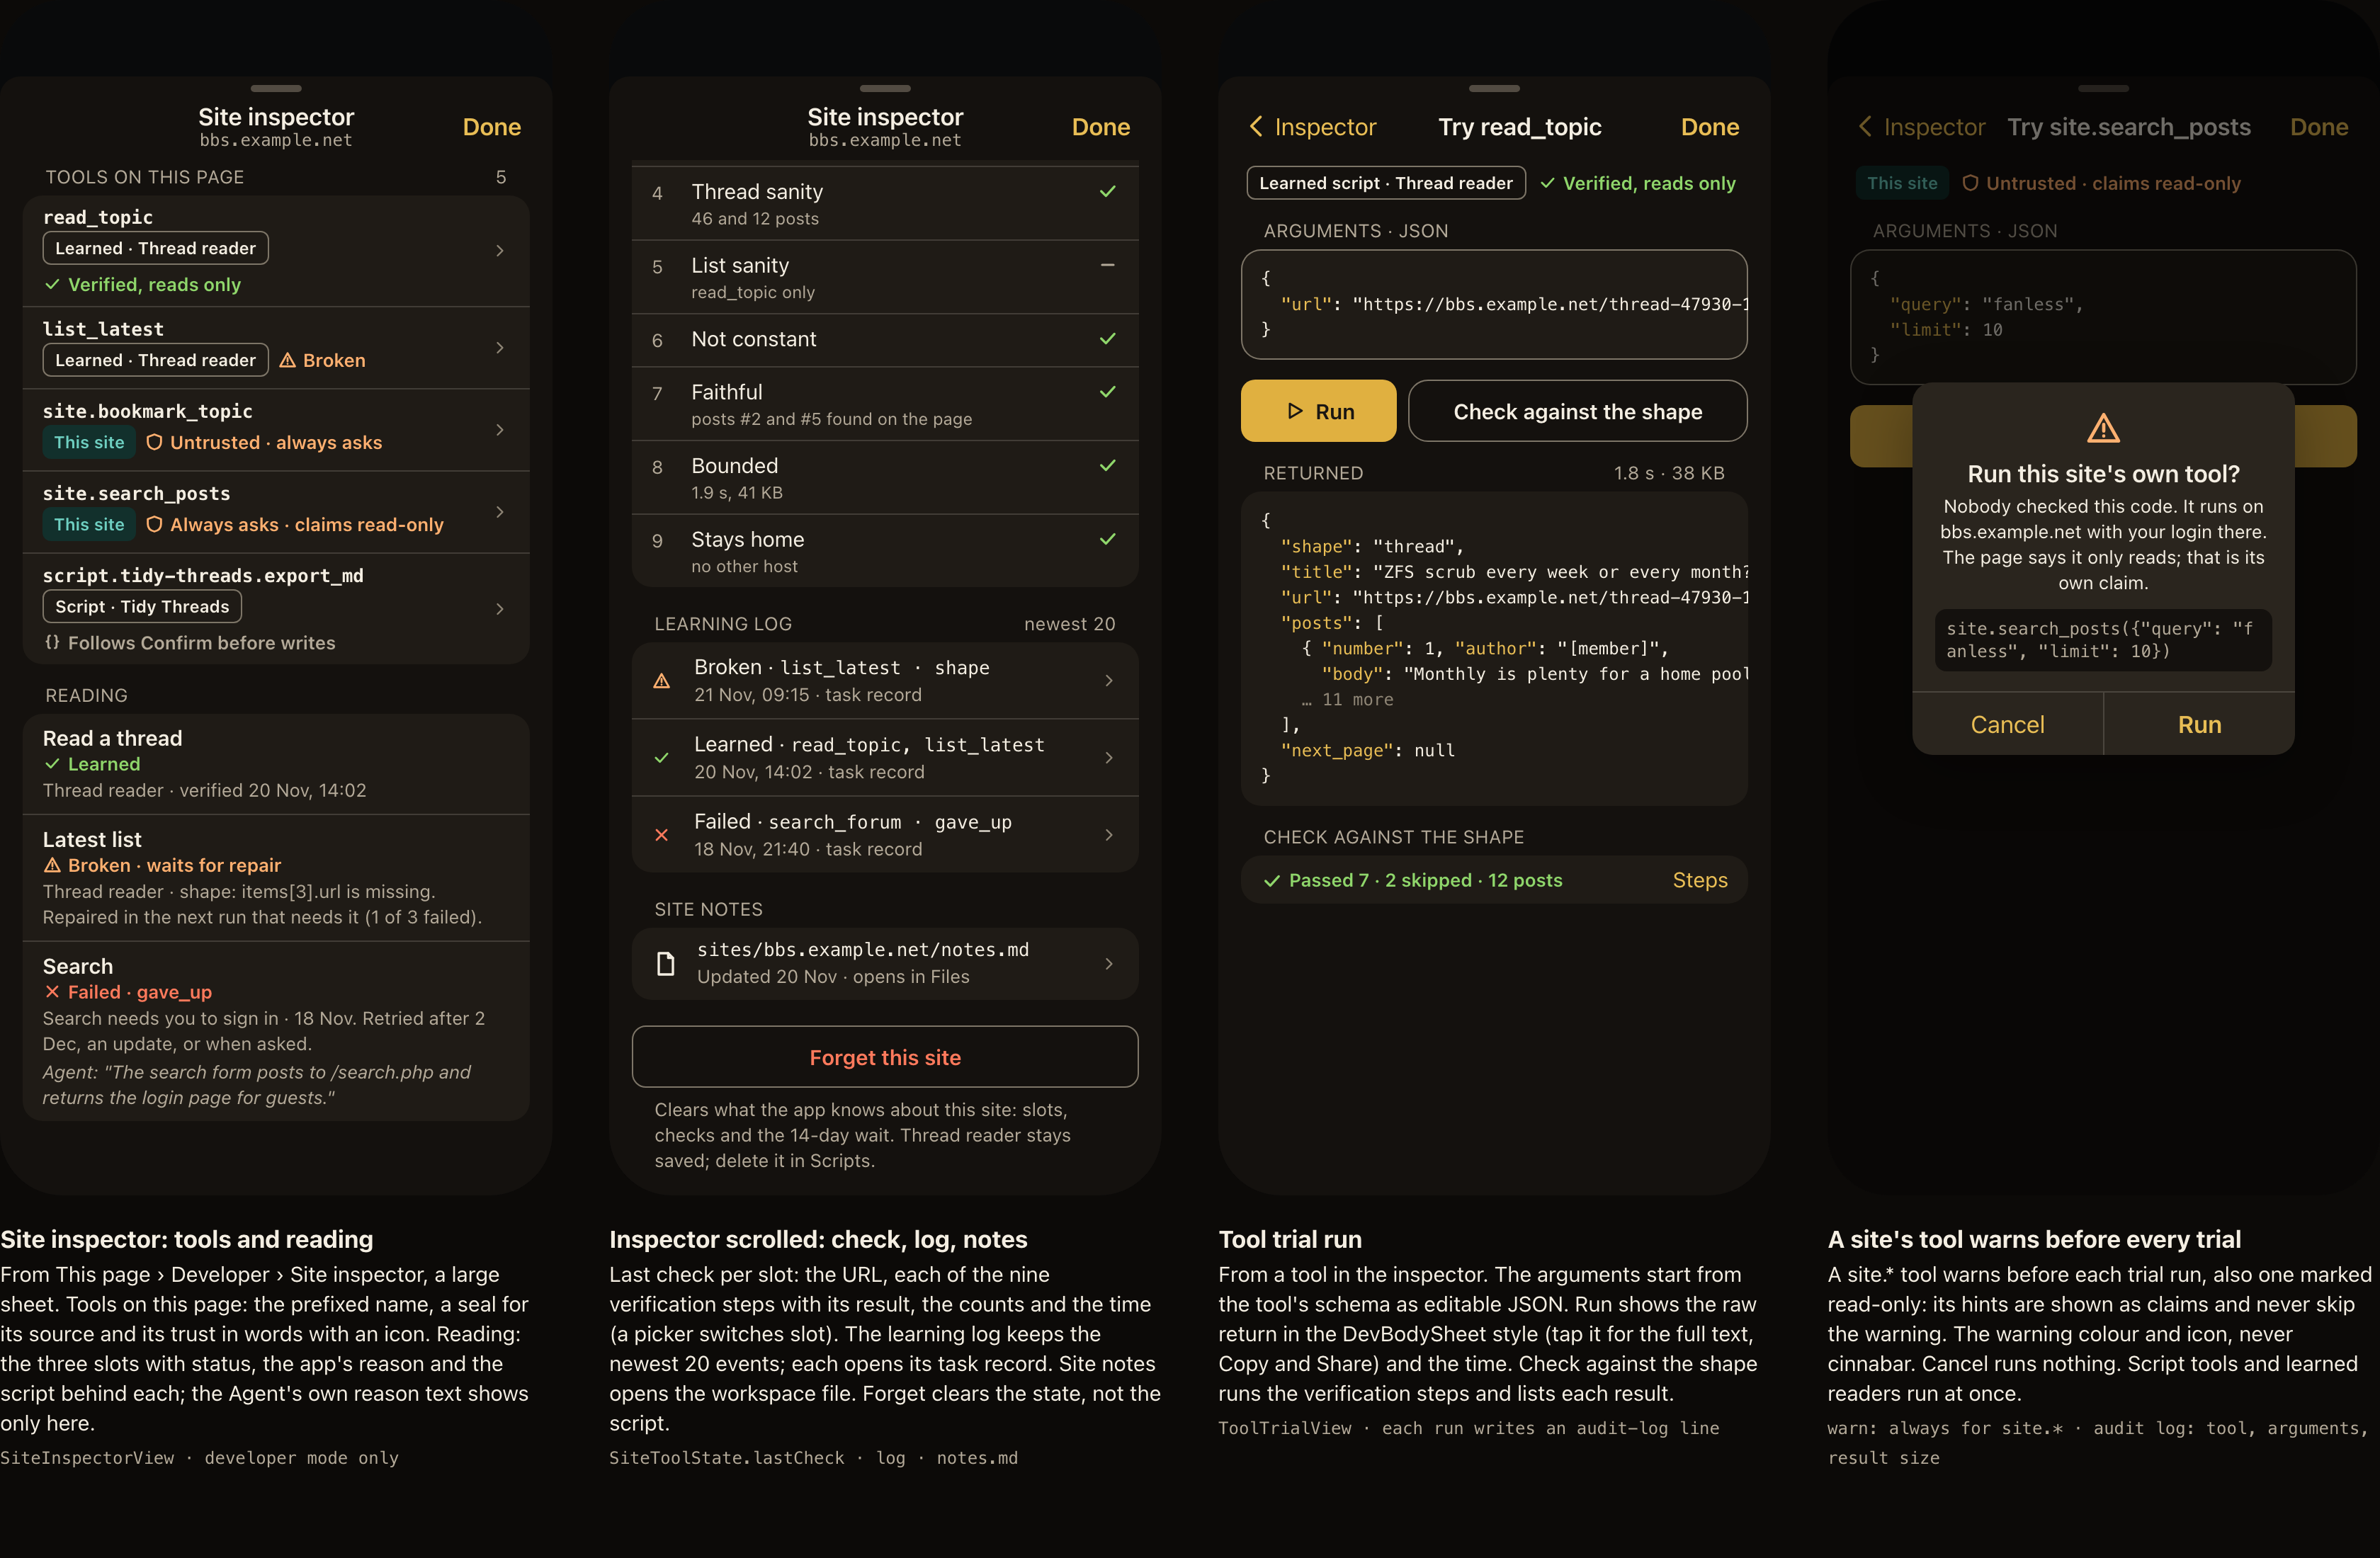 Site inspector
bbs.example.net
Done
TOOLS ON THIS PAGE 5
read_topic
Learned · Thread reader
Verified, reads only
list_latest
Learned · Thread reader Broken
site.bookmark_topic
This site Untrusted · always asks
site.search_posts
This site Always asks · claims read-only
script.tidy-threads.export_md
Script · Tidy Threads
{} Follows Confirm before writes
READING
Read a thread
Learned
Thread reader · verified 20 Nov, 14:02
Latest list
Broken · waits for repair
Thread reader · shape: items[3].url is missing.
Repaired in the next run that needs it (1 of 3 failed).
Search
Failed · gave_up
Search needs you to sign in · 18 Nov. Retried after 2
Dec, an update, or when asked.
Agent: "The search form posts to /search.php and
returns the login page for guests."
Site inspector: tools and reading
From This page › Developer › Site inspector, a large
sheet. Tools on this page: the prefixed name, a seal for
its source and its trust in words with an icon. Reading:
the three slots with status, the app's reason and the
script behind each; the Agent's own reason text shows
only here.
SiteInspectorView · developer mode only
Site inspector
bbs.example.net
Done
4 Thread sanity
46 and 12 posts
5 List sanity
read_topic only
6 Not constant
7 Faithful
posts #2 and #5 found on the page
8 Bounded
1.9 s, 41 KB
9 Stays home
no other host
LEARNING LOG newest 20
Broken · list_latest · shape
21 Nov, 09:15 · task record
Learned · read_topic, list_latest
20 Nov, 14:02 · task record
Failed · search_forum · gave_up
18 Nov, 21:40 · task record
SITE NOTES
sites/bbs.example.net/notes.md
Updated 20 Nov · opens in Files
Forget this site
Clears what the app knows about this site: slots,
checks and the 14-day wait. Thread reader stays
saved; delete it in Scripts.
Inspector scrolled: check, log, notes
Last check per slot: the URL, each of the nine
verification steps with its result, the counts and the time
(a picker switches slot). The learning log keeps the
newest 20 events; each opens its task record. Site notes
opens the workspace file. Forget clears the state, not the
script.
SiteToolState.lastCheck · log · notes.md
Inspector Try read_topic Done
Learned script · Thread reader Verified, reads only
ARGUMENTS · JSON
{
"url": "https://bbs.example.net/thread-47930-1
}
Run Check against the shape
RETURNED 1.8 s · 38 KB
{
"shape": "thread",
"title": "ZFS scrub every week or every month?
"url": "https://bbs.example.net/thread-47930-1
"posts": [
{ "number": 1, "author": "[member]",
"body": "Monthly is plenty for a home pool
… 11 more
],
"next_page": null
}
CHECK AGAINST THE SHAPE
Passed 7 · 2 skipped · 12 posts Steps
Tool trial run
From a tool in the inspector. The arguments start from
the tool's schema as editable JSON. Run shows the raw
return in the DevBodySheet style (tap it for the full text,
Copy and Share) and the time. Check against the shape
runs the verification steps and lists each result.
ToolTrialView · each run writes an audit-log line
Inspector Try site.search_posts Done
This site Untrusted · claims read-only
ARGUMENTS · JSON
{
"query": "fanless",
"limit": 10
}
Run this site's own tool?
Nobody checked this code. It runs on
bbs.example.net with your login there.
The page says it only reads; that is its
own claim.
site.search_posts({"query": "f
anless", "limit": 10})
Cancel Run
A site's tool warns before every trial
A site.* tool warns before each trial run, also one marked
read-only: its hints are shown as claims and never skip
the warning. The warning colour and icon, never
cinnabar. Cancel runs nothing. Script tools and learned
readers run at once.
warn: always for site.* · audit log: tool, arguments,
result size